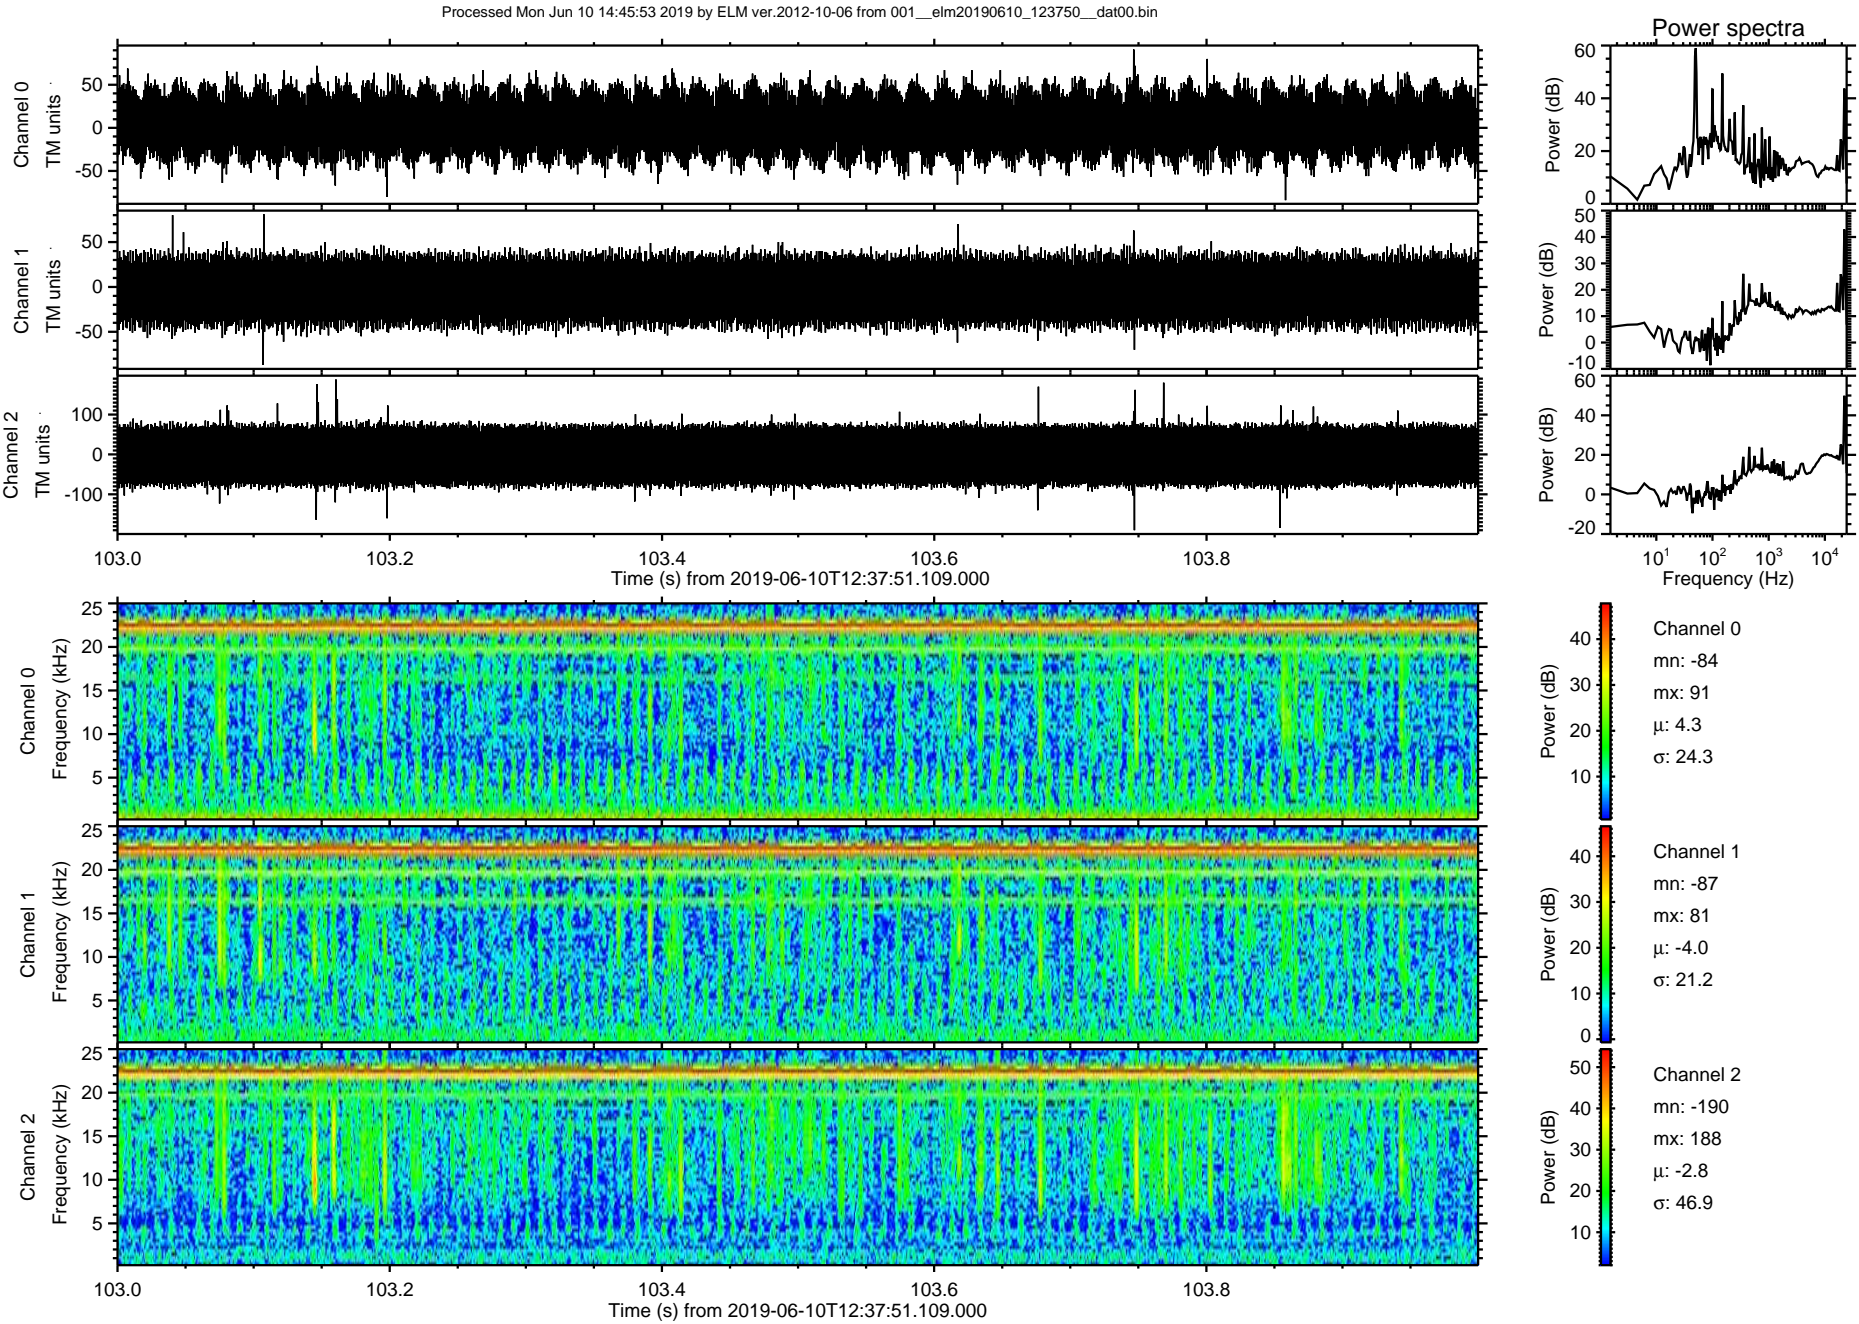 Processed Mon Jun 10 14:45:53 2019 by ELM ver.2012-10-06 from 001__elm20190610_123750__dat00.bin
Power spectra
Channel 0
TM units
50
0
-50
Power (dB)
60
40
20
0
Channel 1
TM units
50
0
-50
Power (dB)
50
40
30
20
10
0
-10
Channel 2
TM units
100
0
-100
Power (dB)
60
40
20
0
-20
103.0 103.2 103.4 103.6 103.8
Time (s) from 2019-06-10T12:37:51.109.000
10¹ 10² 10³ 10⁴
Frequency (Hz)
Channel 0
Frequency (kHz)
25
20
15
10
5
Power (dB)
40
30
20
10
Channel 0
mn: -84
mx: 91
μ: 4.3
σ: 24.3
Channel 1
Frequency (kHz)
25
20
15
10
5
Power (dB)
40
30
20
10
0
Channel 1
mn: -87
mx: 81
μ: -4.0
σ: 21.2
Channel 2
Frequency (kHz)
25
20
15
10
5
Power (dB)
50
40
30
20
10
Channel 2
mn: -190
mx: 188
μ: -2.8
σ: 46.9
103.0 103.2 103.4 103.6 103.8
Time (s) from 2019-06-10T12:37:51.109.000